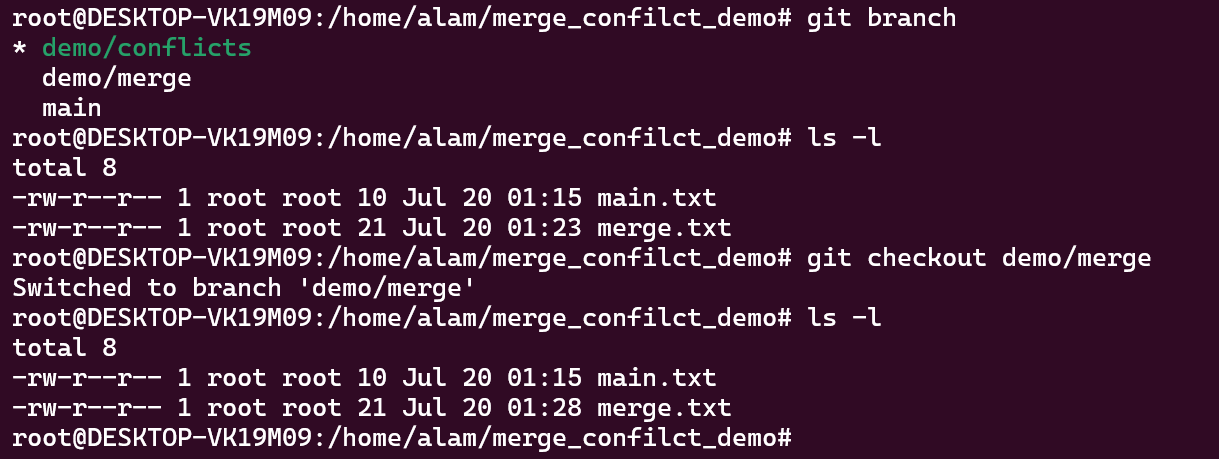 root@DESKTOP-VK19M09:/home/alam/merge_confilct_demo# git branch
* demo/conflicts
  demo/merge
  main
root@DESKTOP-VK19M09:/home/alam/merge_confilct_demo# ls -l
total 8
-rw-r--r-- 1 root root 10 Jul 20 01:15 main.txt
-rw-r--r-- 1 root root 21 Jul 20 01:23 merge.txt
root@DESKTOP-VK19M09:/home/alam/merge_confilct_demo# git checkout demo/merge
Switched to branch 'demo/merge'
root@DESKTOP-VK19M09:/home/alam/merge_confilct_demo# ls -l
total 8
-rw-r--r-- 1 root root 10 Jul 20 01:15 main.txt
-rw-r--r-- 1 root root 21 Jul 20 01:28 merge.txt
root@DESKTOP-VK19M09:/home/alam/merge_confilct_demo#